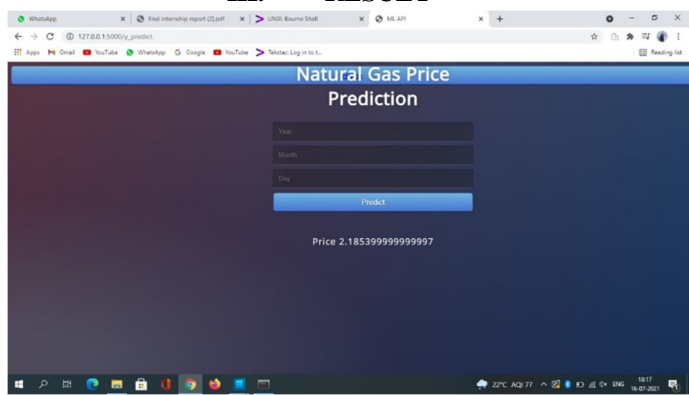 III. RESULT
WhatsApp
final internship report (2).pdf
UNIX: Bourne Shell
ML API
127.0.0.1:5000/y_predict
Apps
Gmail
YouTube
WhatsApp
Google
YouTube
Tekstac: Log in to t...
Reading list
Natural Gas Price
Prediction
Year
Month
Day
Predict
Price 2.185399999999997
22°C AQI 77
ENG
18:17
16-07-2021